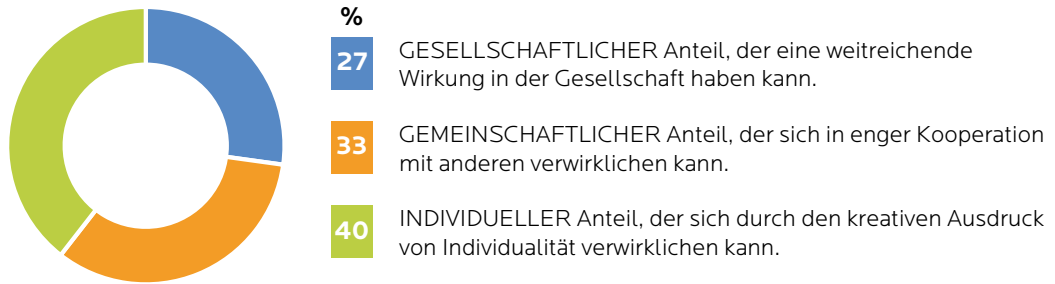 %
27
GESELLSCHAFTLICHER Anteil, der eine weitreichende
Wirkung in der Gesellschaft haben kann.
33
GEMEINSCHAFTLICHER Anteil, der sich in enger Kooperation
mit anderen verwirklichen kann.
40
INDIVIDUELLER Anteil, der sich durch den kreativen Ausdruck
von Individualität verwirklichen kann.